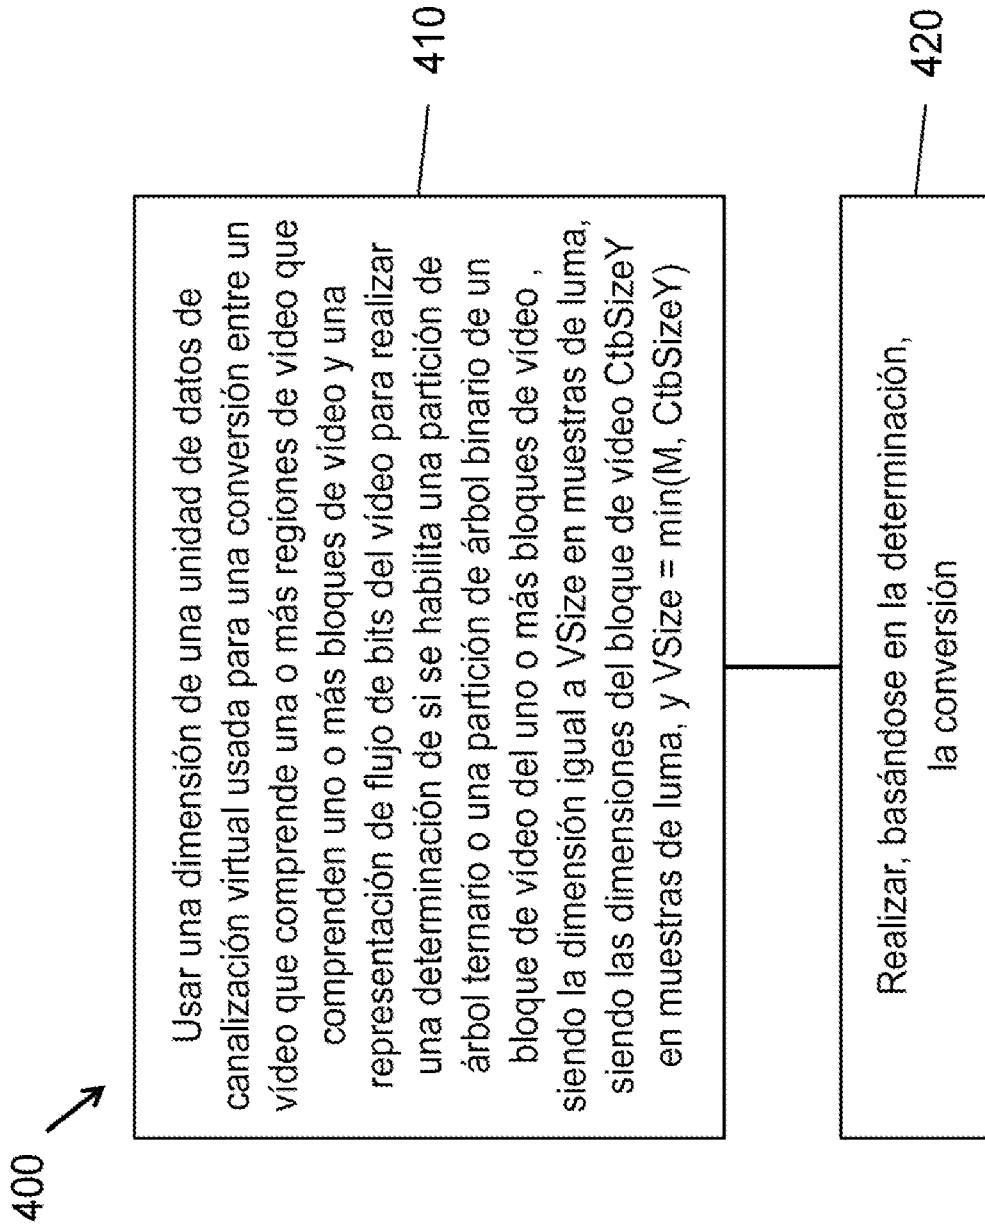 400
Usar una dimensión de una unidad de datos de
canalización virtual usada para una conversión entre un
vídeo que comprende una o más regiones de vídeo que
comprenden uno o más bloques de vídeo y una
representación de flujo de bits del vídeo para realizar
una determinación de si se habilita una partición de
árbol ternario o una partición de árbol binario de un
bloque de vídeo del uno o más bloques de vídeo ,
siendo la dimensión igual a VSize en muestras de luma,
siendo las dimensiones del bloque de vídeo CtbSizeY
en muestras de luma, y VSize = min(M, CtbSizeY)
410
Realizar, basándose en la determinación,
la conversión
420